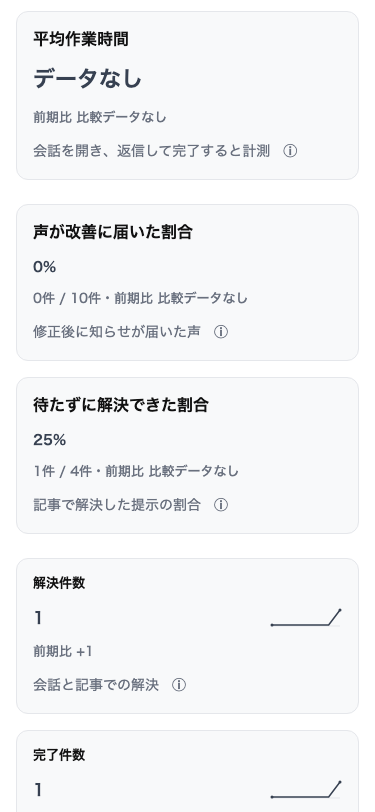 平均作業時間
データなし
前期比 比較データなし
会話を開き、返信して完了すると計測 ⓘ
声が改善に届いた割合
0%
0件 / 10件・前期比 比較データなし
修正後に知らせが届いた声 ⓘ
待たずに解決できた割合
25%
1件 / 4件・前期比 比較データなし
記事で解決した提示の割合 ⓘ
解決件数
1
前期比 +1
会話と記事での解決 ⓘ
完了件数
1